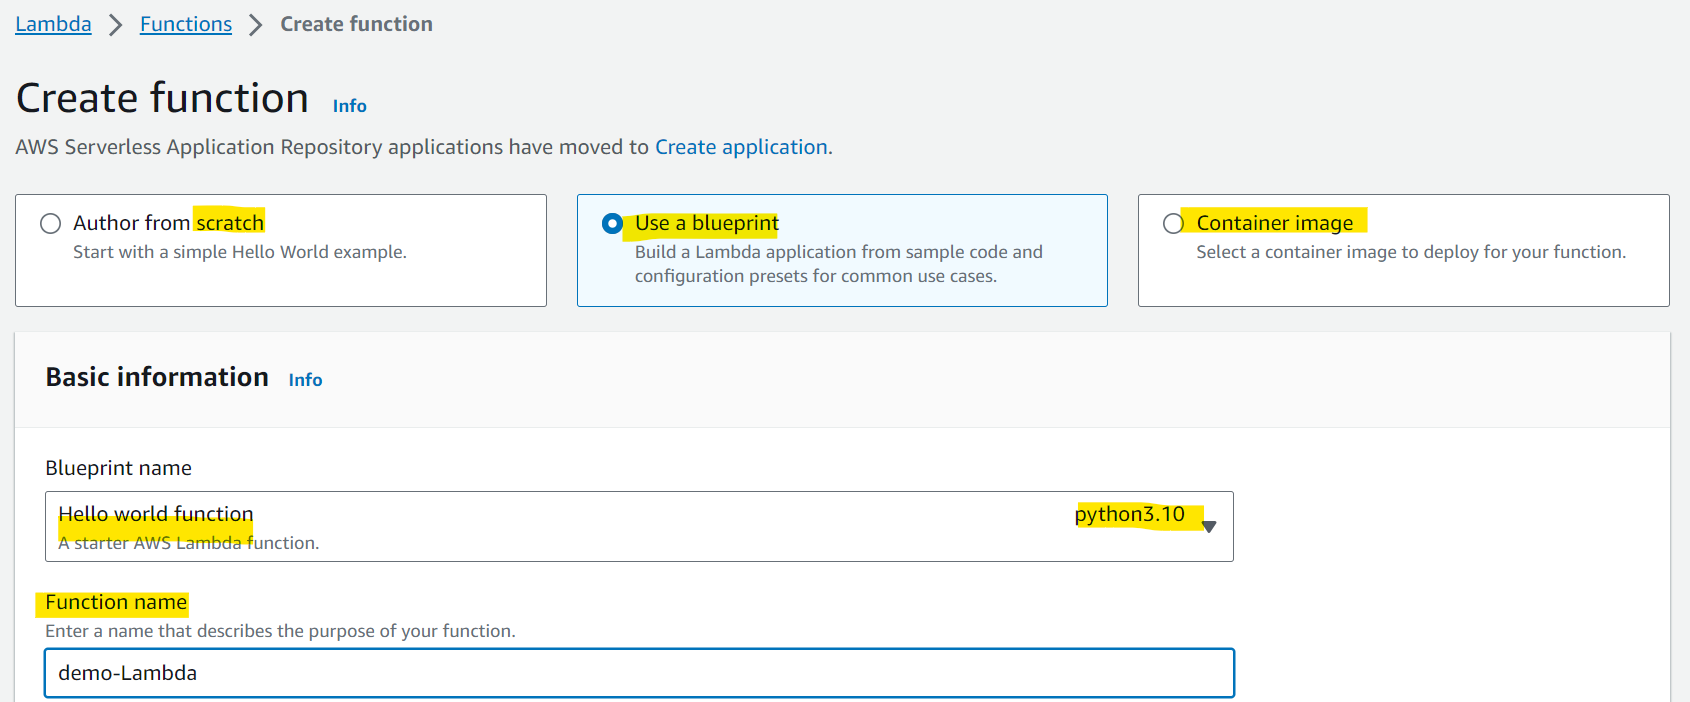 Lambda > Functions > Create function
Create function Info
AWS Serverless Application Repository applications have moved to Create application.
Author from scratch
Start with a simple Hello World example.
Use a blueprint
Build a Lambda application from sample code and
configuration presets for common use cases.
Container image
Select a container image to deploy for your function.
Basic information Info
Blueprint name
Hello world function python3.10
A starter AWS Lambda function.
Function name
Enter a name that describes the purpose of your function.
demo-Lambda